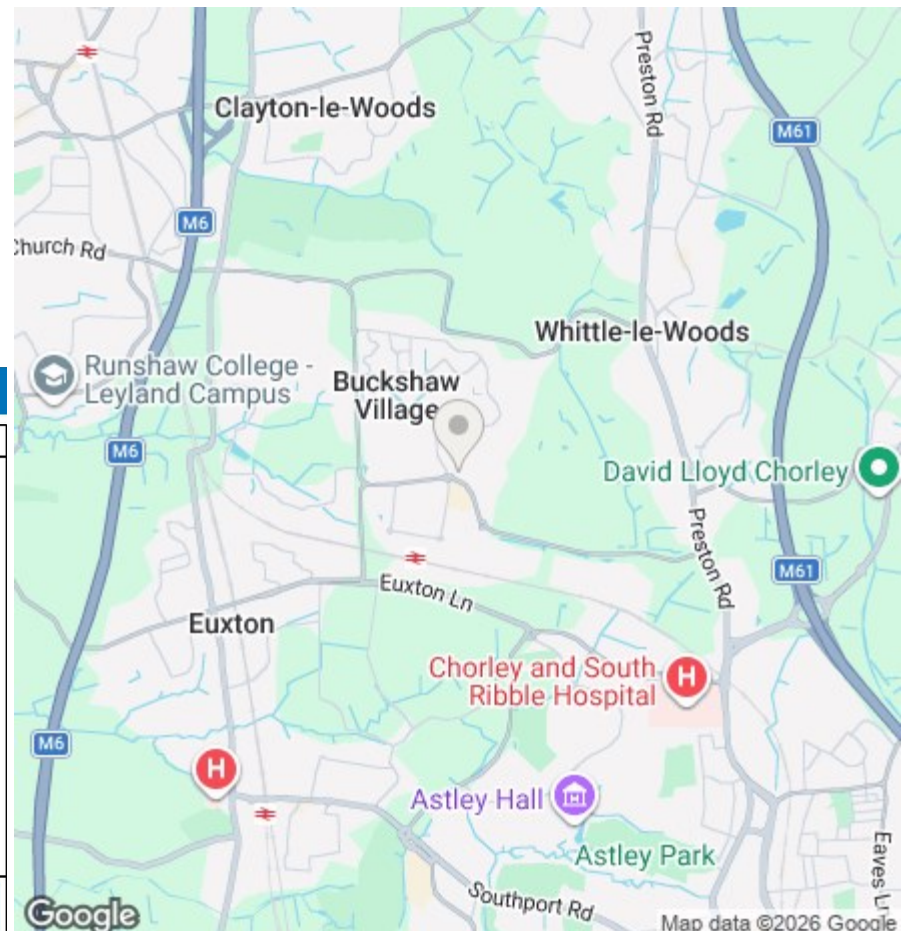 Clayton-le-Woods
Preston Rd
M61
M6
Church Rd
Whittle-le-Woods
Runshaw College -
Leyland Campus
Buckshaw
Village
M6
David Lloyd Chorley
Preston Rd
M61
Euxton Ln
Euxton
Chorley and South
Ribble Hospital
H
M6
H
Astley Hall
Astley Park
Eaves Ln
Southport Rd
Google
Map data ©2026 Google